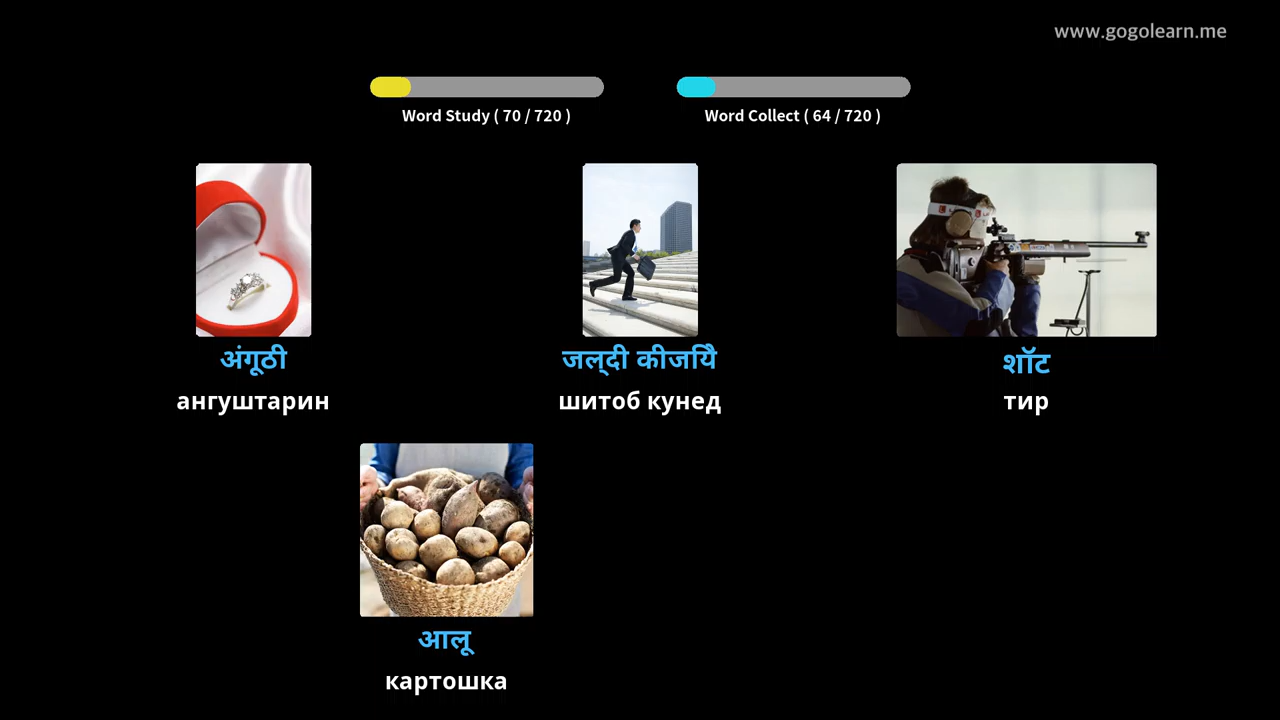 www.gogolearn.me
Word Study ( 70 / 720 )
Word Collect ( 64 / 720 )
अंगूठी
जल्दी कीजियै
शॉट
ангуштарин
шитоб кунед
тир
आलू
картошка